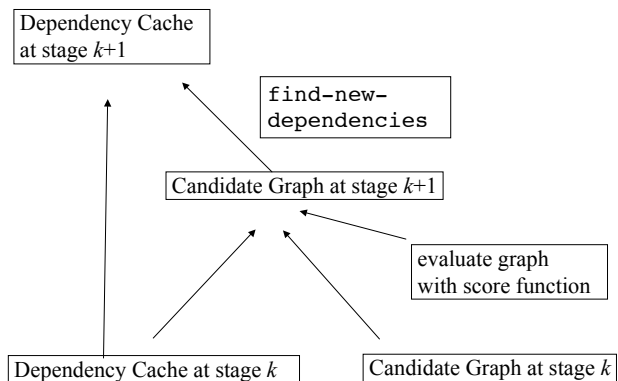 Dependency Cache
at stage k+1
find-new-
dependencies
Candidate Graph at stage k+1
evaluate graph
with score function
Dependency Cache at stage k
Candidate Graph at stage k